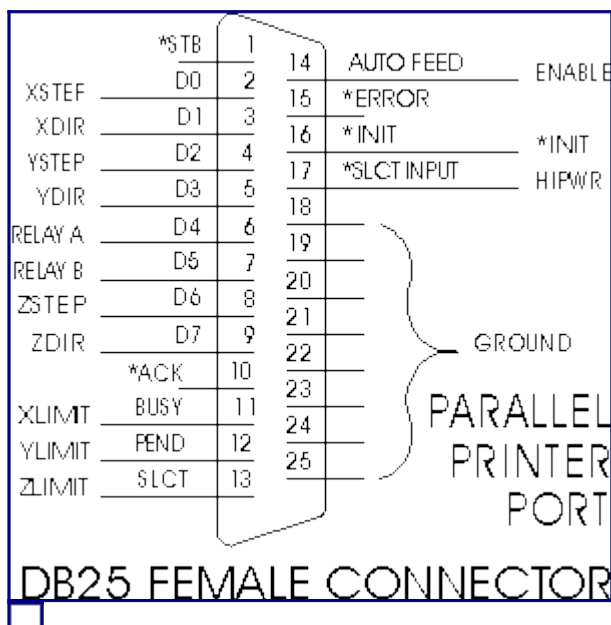 *STB 1
XSTEP D0 2
XDIR D1 3
YSTEP D2 4
YDIR D3 5
RELAY A D4 6
RELAY B D5 7
ZSTEP D6 8
ZDIR D7 9
*ACK 10
XLIMIT BUSY 11
YLIMIT PEND 12
ZLIMIT SLCT 13
14 AUTO FEED ENABLE
15 *ERROR
16 *INIT *INIT
17 *SLCT INPUT HIPWR
18
19
20
21
22
23
24
25
GROUND
PARALLEL
PRINTER
PORT
DB25 FEMALE CONNECTOR